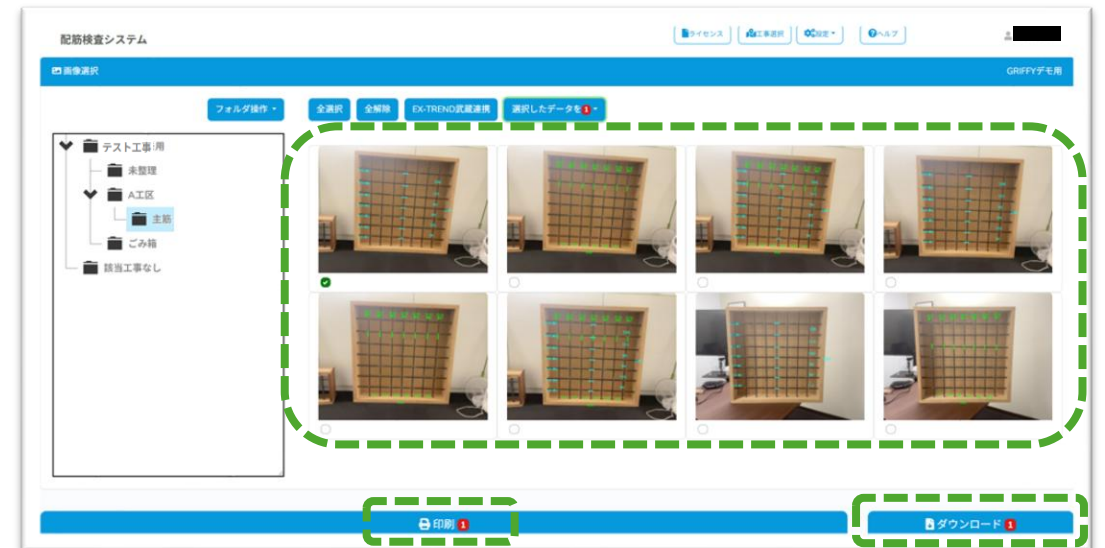 配筋検査システム
ライセンス 工事選択 設定 ヘルプ
画像選択 GRIFFYデモ用
フォルダ操作 全選択 全解除 EX-TREND武蔵連携 選択したデータを 1
テスト工事 用
未整理
A工区
主筋
ごみ箱
該当工事なし
印刷 1 ダウンロード 1